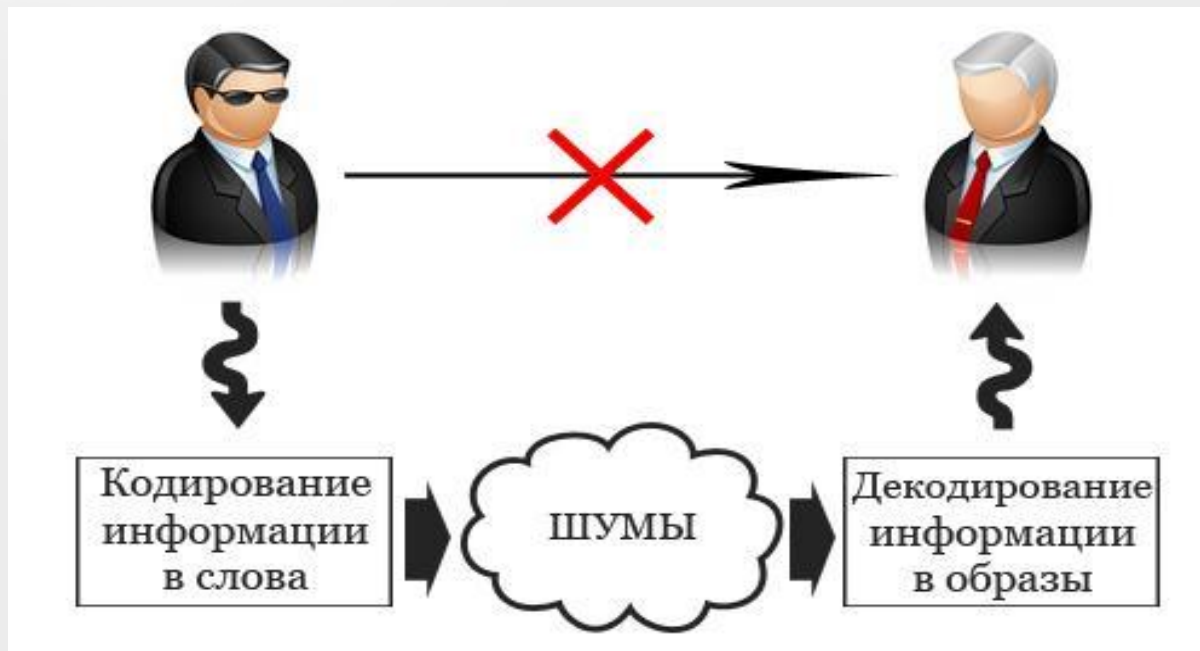 Кодирование
информации
в слова
ШУМЫ
Декодирование
информации
в образы